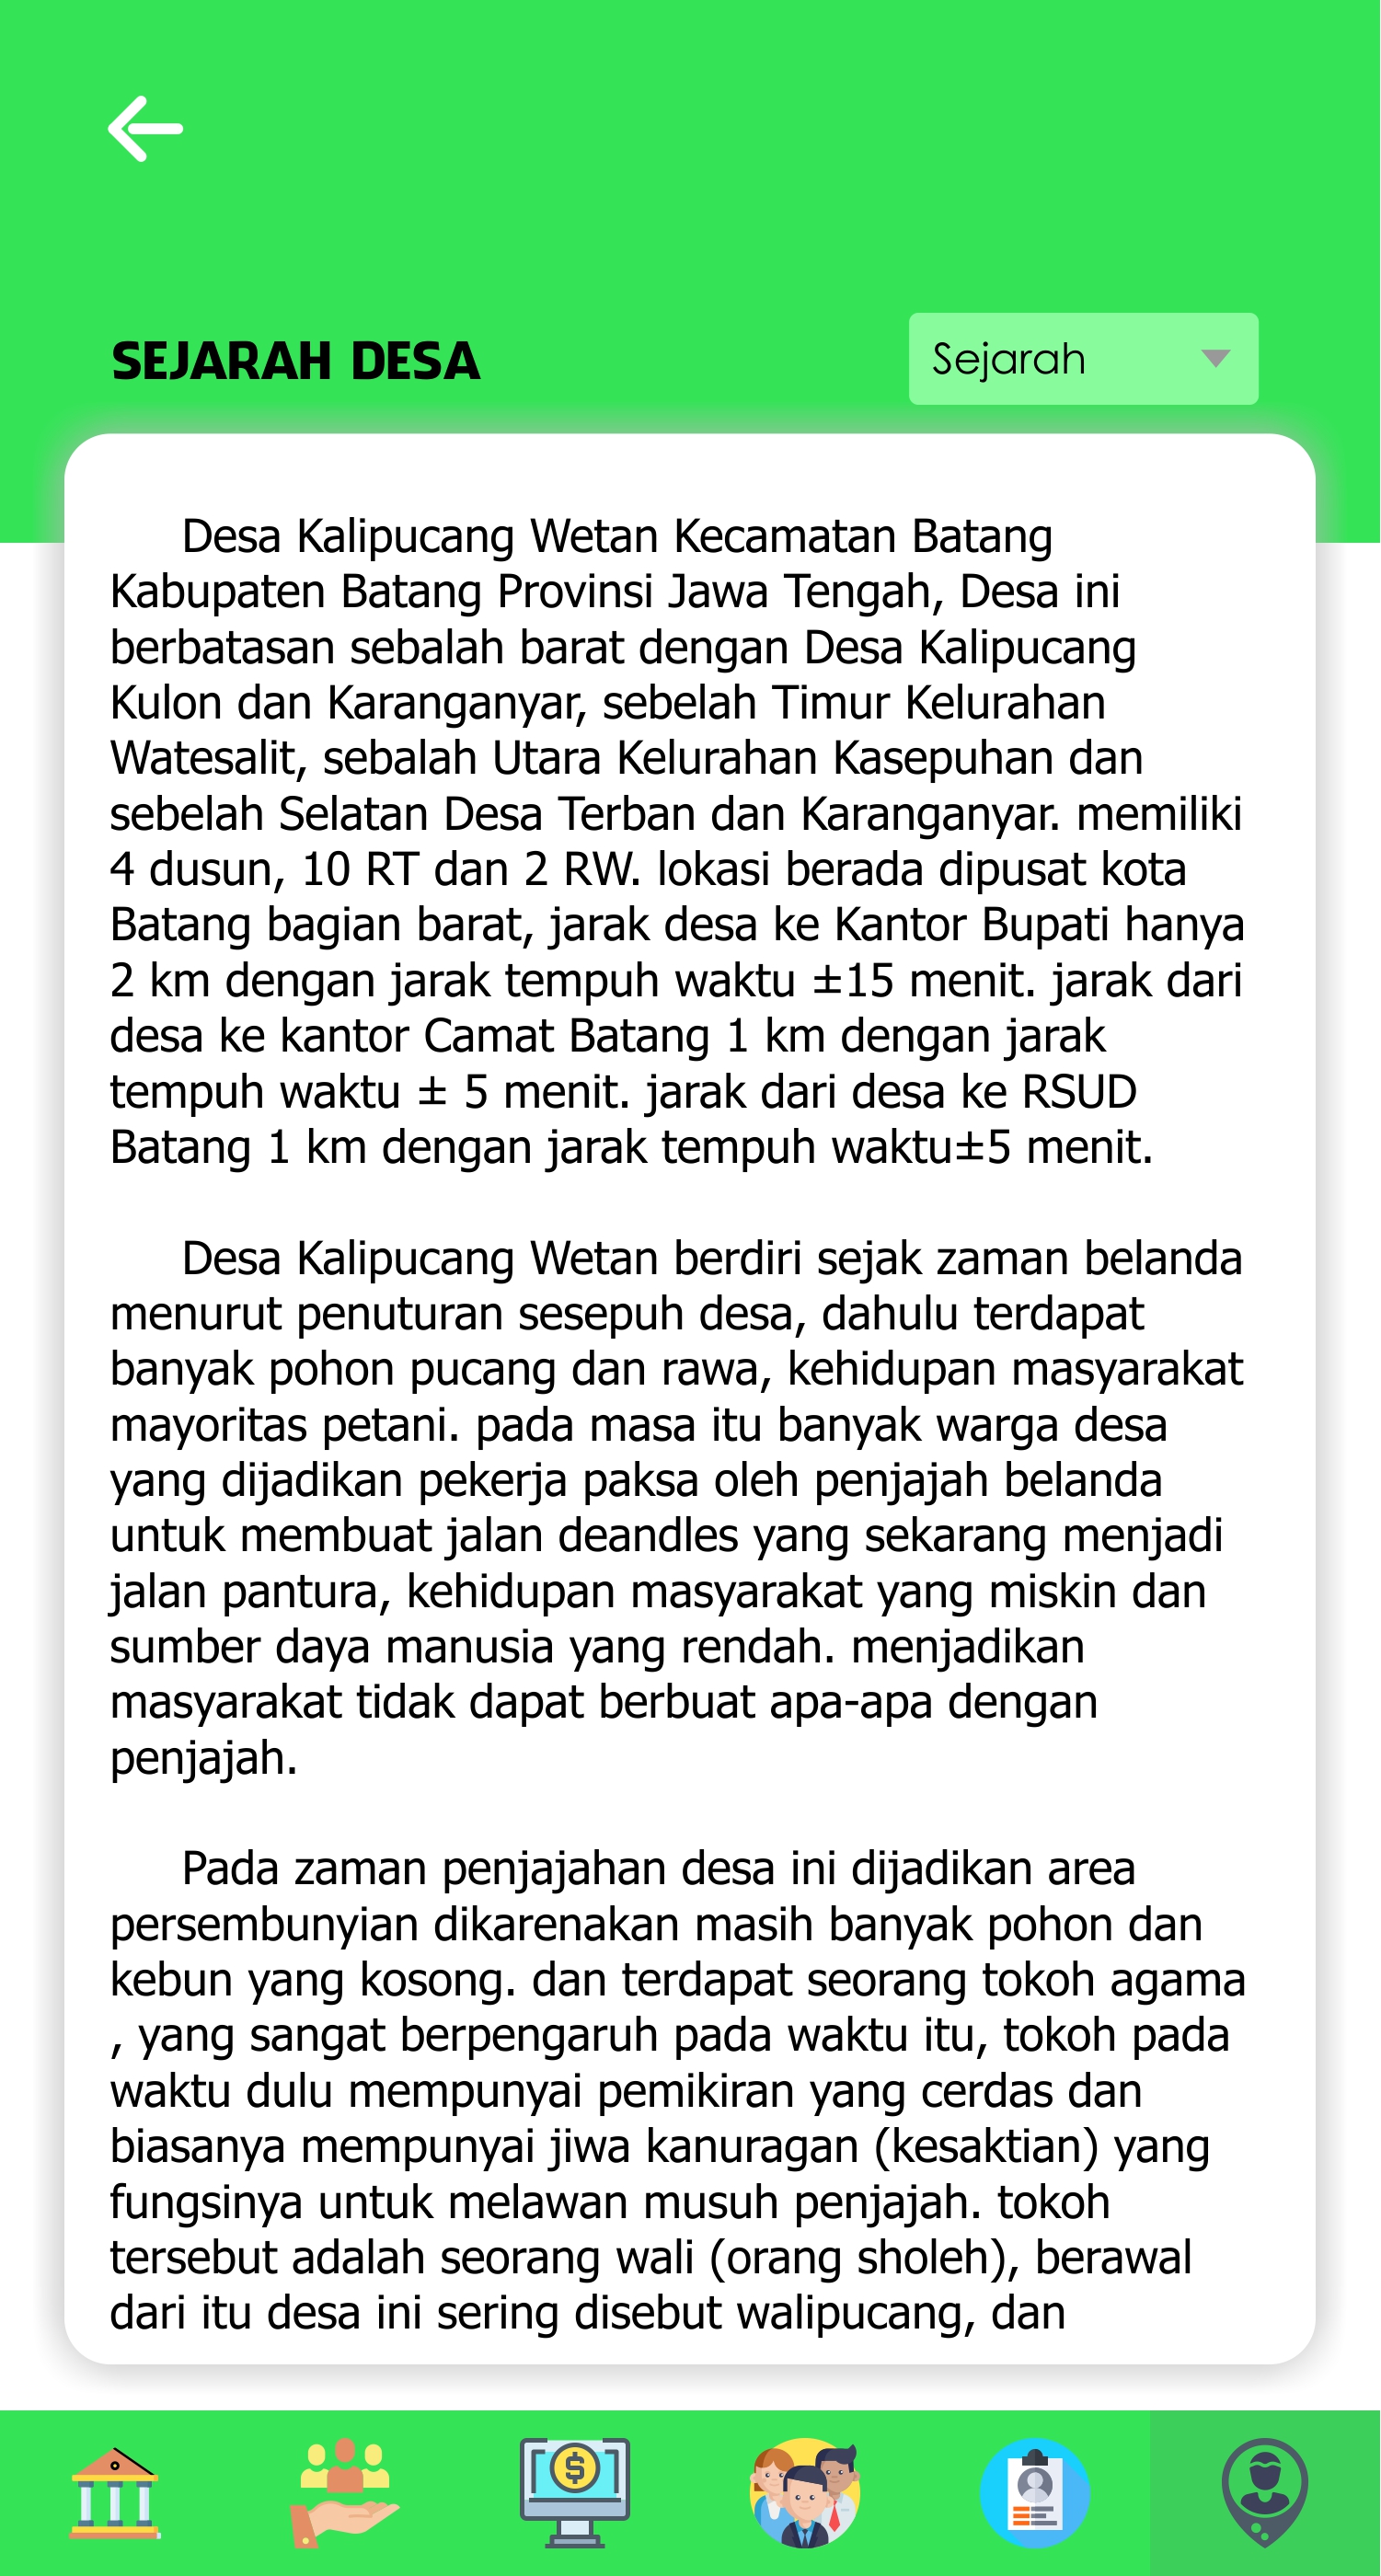 SEJARAH DESA
Sejarah
Desa Kalipucang Wetan Kecamatan Batang
Kabupaten Batang Provinsi Jawa Tengah, Desa ini
berbatasan sebalah barat dengan Desa Kalipucang
Kulon dan Karanganyar, sebelah Timur Kelurahan
Watesalit, sebalah Utara Kelurahan Kasepuhan dan
sebelah Selatan Desa Terban dan Karanganyar. memiliki
4 dusun, 10 RT dan 2 RW. lokasi berada dipusat kota
Batang bagian barat, jarak desa ke Kantor Bupati hanya
2 km dengan jarak tempuh waktu ±15 menit. jarak dari
desa ke kantor Camat Batang 1 km dengan jarak
tempuh waktu ± 5 menit. jarak dari desa ke RSUD
Batang 1 km dengan jarak tempuh waktu±5 menit.
Desa Kalipucang Wetan berdiri sejak zaman belanda
menurut penuturan sesepuh desa, dahulu terdapat
banyak pohon pucang dan rawa, kehidupan masyarakat
mayoritas petani. pada masa itu banyak warga desa
yang dijadikan pekerja paksa oleh penjajah belanda
untuk membuat jalan deandles yang sekarang menjadi
jalan pantura, kehidupan masyarakat yang miskin dan
sumber daya manusia yang rendah. menjadikan
masyarakat tidak dapat berbuat apa-apa dengan
penjajah.
Pada zaman penjajahan desa ini dijadikan area
persembunyian dikarenakan masih banyak pohon dan
kebun yang kosong. dan terdapat seorang tokoh agama
, yang sangat berpengaruh pada waktu itu, tokoh pada
waktu dulu mempunyai pemikiran yang cerdas dan
biasanya mempunyai jiwa kanuragan (kesaktian) yang
fungsinya untuk melawan musuh penjajah. tokoh
tersebut adalah seorang wali (orang sholeh), berawal
dari itu desa ini sering disebut walipucang, dan
$